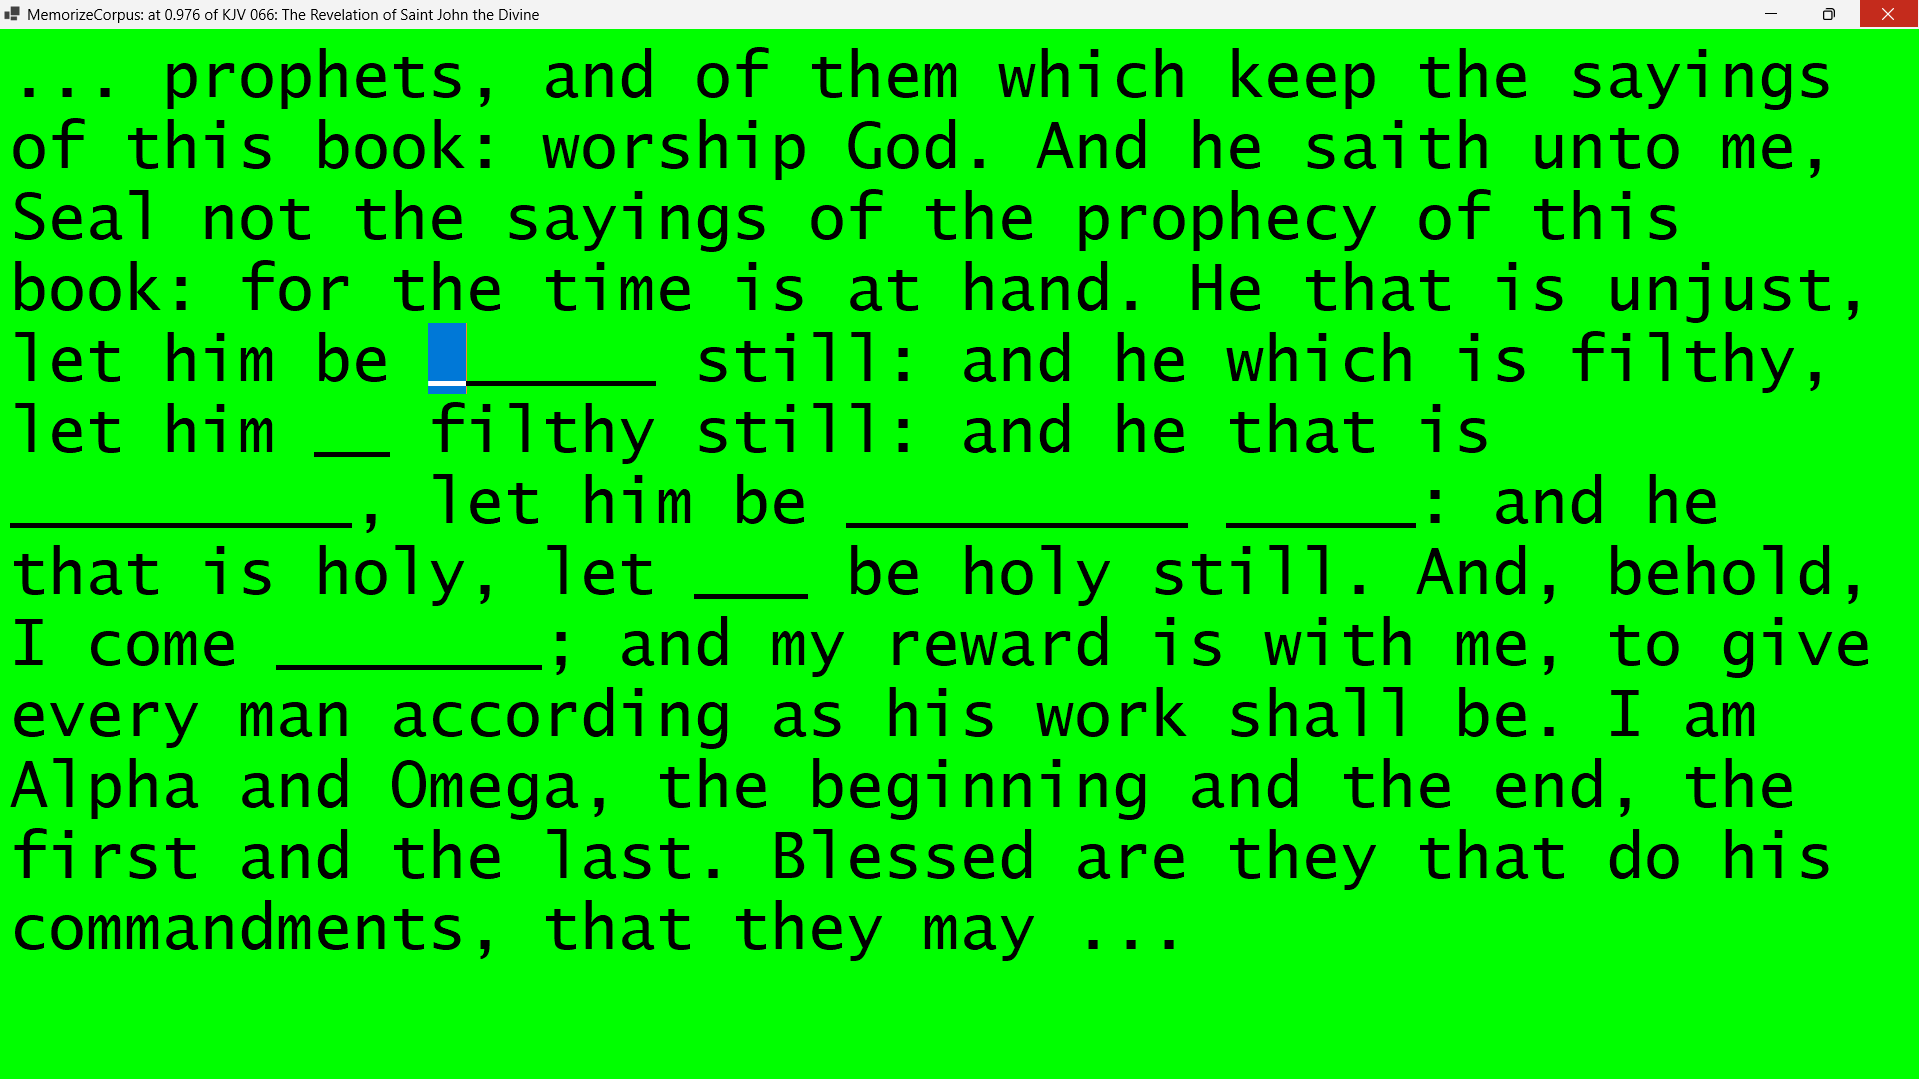 MemorizeCorpus: at 0.976 of KJV 066: The Revelation of Saint John the Divine
... prophets, and of them which keep the sayings
of this book: worship God. And he saith unto me,
Seal not the sayings of the prophecy of this
book: for the time is at hand. He that is unjust,
let him be ______ still: and he which is filthy,
let him __ filthy still: and he that is
_________, let him be _________ _____: and he
that is holy, let ___ be holy still. And, behold,
I come _______; and my reward is with me, to give
every man according as his work shall be. I am
Alpha and Omega, the beginning and the end, the
first and the last. Blessed are they that do his
commandments, that they may ...